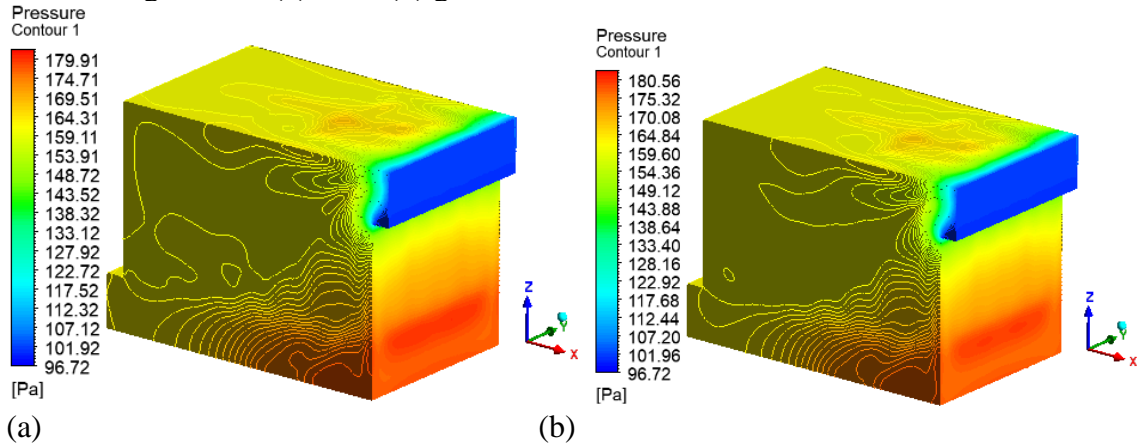 Pressure
Contour 1
179.91
174.71
169.51
164.31
159.11
153.91
148.72
143.52
138.32
133.12
127.92
122.72
117.52
112.32
107.12
101.92
96.72
[Pa]
Z
Y
X
(a)
Pressure
Contour 1
180.56
175.32
170.08
164.84
159.60
154.36
149.12
143.88
138.64
133.40
128.16
122.92
117.68
112.44
107.20
101.96
96.72
[Pa]
Z
Y
X
(b)